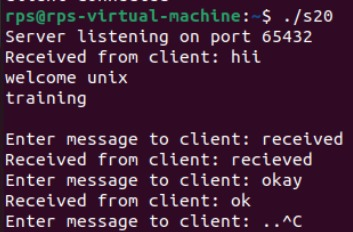 rps@rps-virtual-machine:~$ ./s20
Server listening on port 65432
Received from client: hii
welcome unix
training

Enter message to client: received
Received from client: recieved
Enter message to client: okay
Received from client: ok
Enter message to client: ..^C